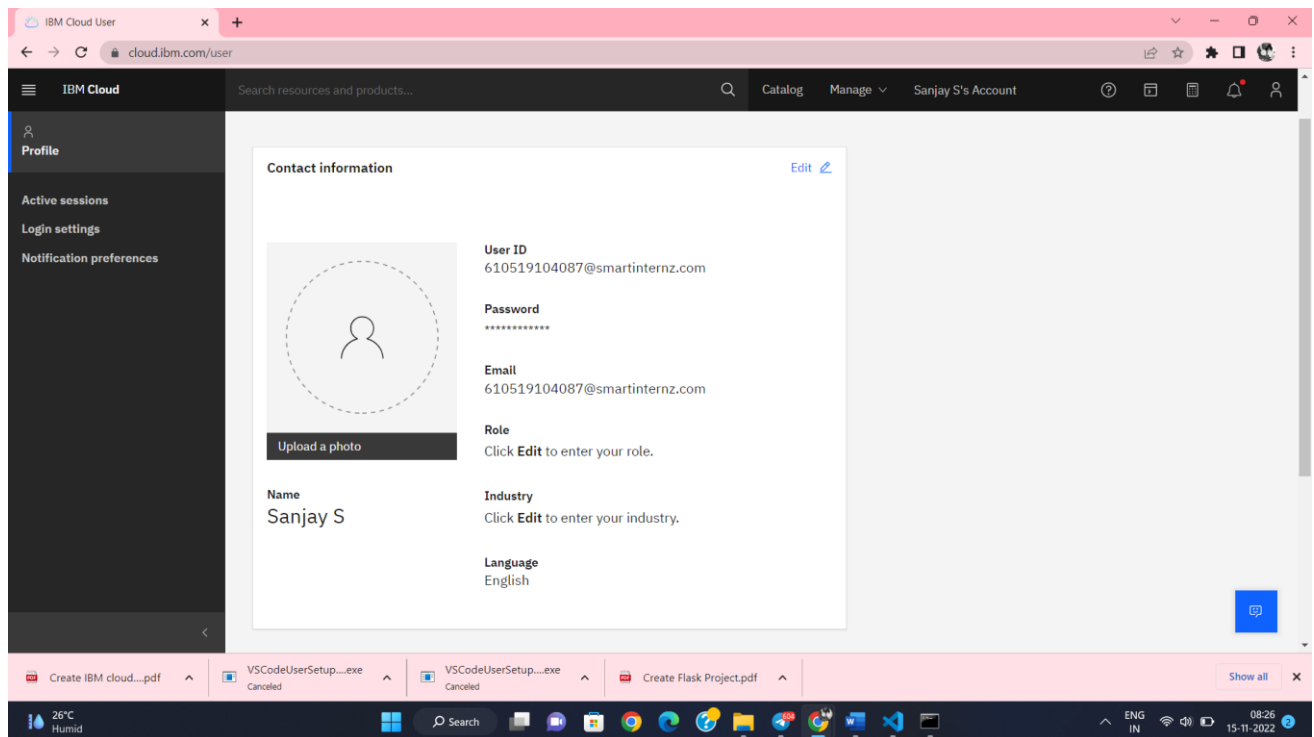 IBM Cloud User
cloud.ibm.com/user
IBM Cloud
Search resources and products...
Catalog
Manage
Sanjay S's Account
Profile
Active sessions
Login settings
Notification preferences
Contact information
Edit
Upload a photo
Name
Sanjay S
User ID
610519104087@smartinternz.com
Password
************
Email
610519104087@smartinternz.com
Role
Click Edit to enter your role.
Industry
Click Edit to enter your industry.
Language
English
Create IBM cloud....pdf
VSCodeUserSetup....exe
Canceled
VSCodeUserSetup....exe
Canceled
Create Flask Project.pdf
Show all
26°C
Humid
Search
604
ENG
IN
08:26
15-11-2022
2